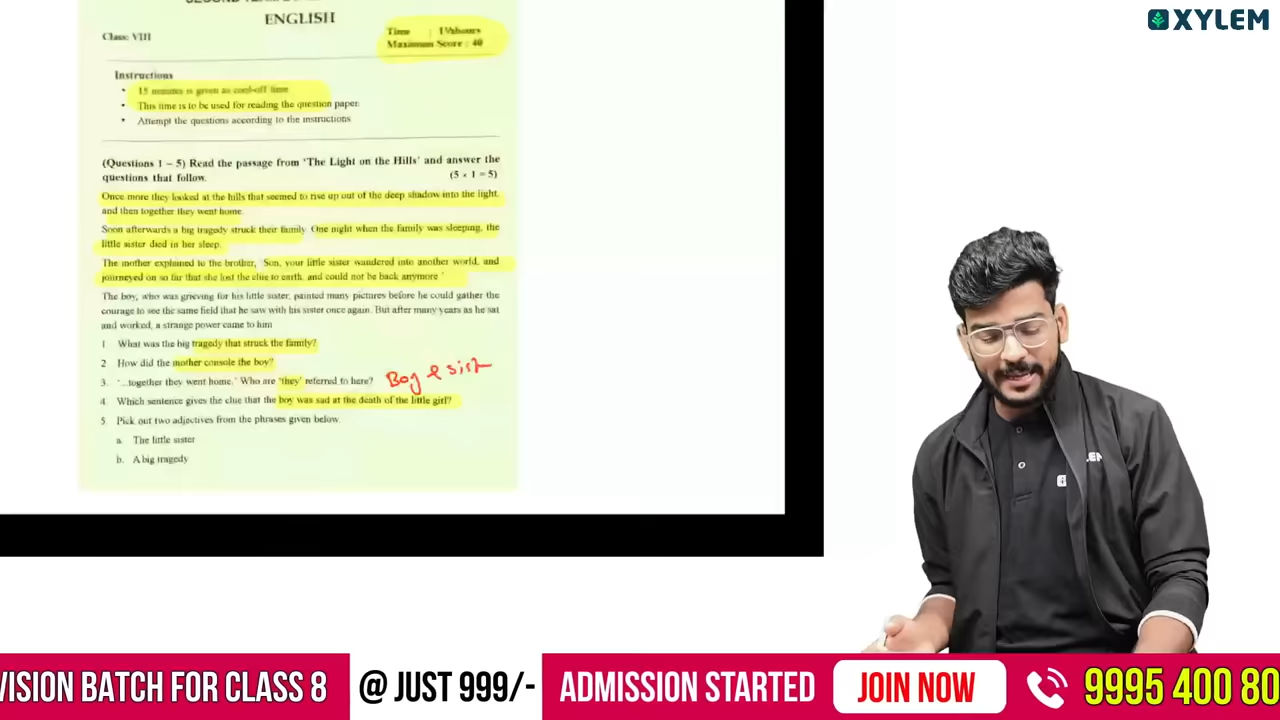 ENGLISH
Class: VIII
Time : 1½hours
Maximum Score : 40
Instructions
• 15 minutes is given as cool-off time
• This time is to be used for reading the question paper.
• Attempt the questions according to the instructions
(Questions 1 – 5) Read the passage from 'The Light on the Hills' and answer the
questions that follow. (5 × 1 = 5)
Once more they looked at the hills that seemed to rise up out of the deep shadow into the light,
and then together they went home.
Soon afterwards a big tragedy struck their family. One night when the family was sleeping, the
little sister died in her sleep.
The mother explained to the brother, 'Son, your little sister wandered into another world, and
journeyed on so far that she lost the clue to earth, and could not be back anymore.'
The boy, who was grieving for his little sister, painted many pictures before he could gather the
courage to see the same field that he saw with his sister once again. But after many years as he sat
and worked, a strange power came to him
1 What was the big tragedy that struck the family?
2 How did the mother console the boy?
3. '...together they went home.' Who are 'they' referred to here? Boy & sist
4. Which sentence gives the clue that the boy was sad at the death of the little girl?
5. Pick out two adjectives from the phrases given below.
a. The little sister
b. A big tragedy
XYLEM
VISION BATCH FOR CLASS 8 @ JUST 999/- ADMISSION STARTED JOIN NOW 9995 400 80